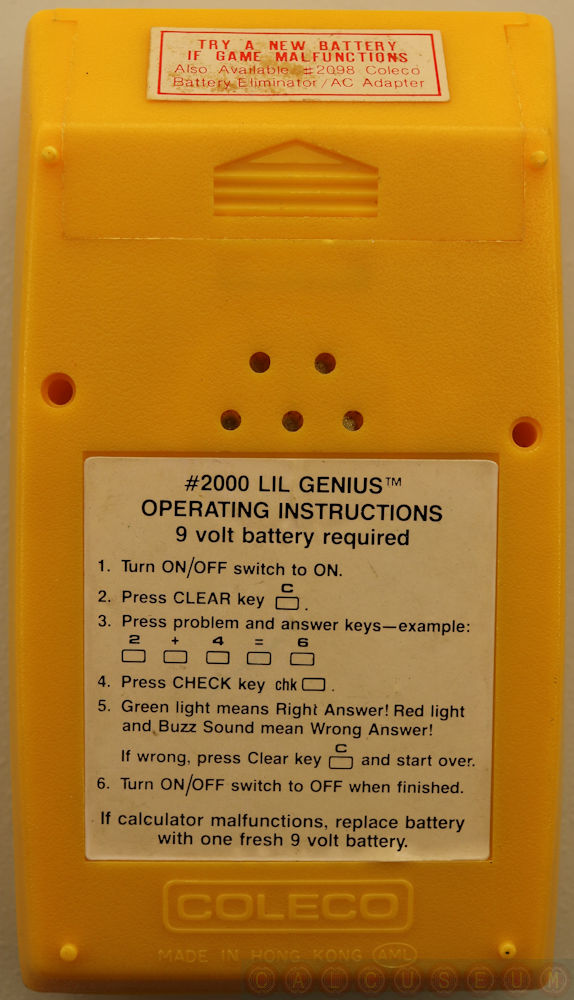 TRY A NEW BATTERY
IF GAME MALFUNCTIONS
Also Available #2098 Coleco
Battery Eliminator/AC Adapter
#2000 LIL GENIUS™
OPERATING INSTRUCTIONS
9 volt battery required
1. Turn ON/OFF switch to ON.
2. Press CLEAR key C .
3. Press problem and answer keys—example:
2 + 4 = 6
4. Press CHECK key chk .
5. Green light means Right Answer! Red light
and Buzz Sound mean Wrong Answer!
If wrong, press Clear key C and start over.
6. Turn ON/OFF switch to OFF when finished.
If calculator malfunctions, replace battery
with one fresh 9 volt battery.
COLECO
MADE IN HONG KONG AML
CALCUSEUM